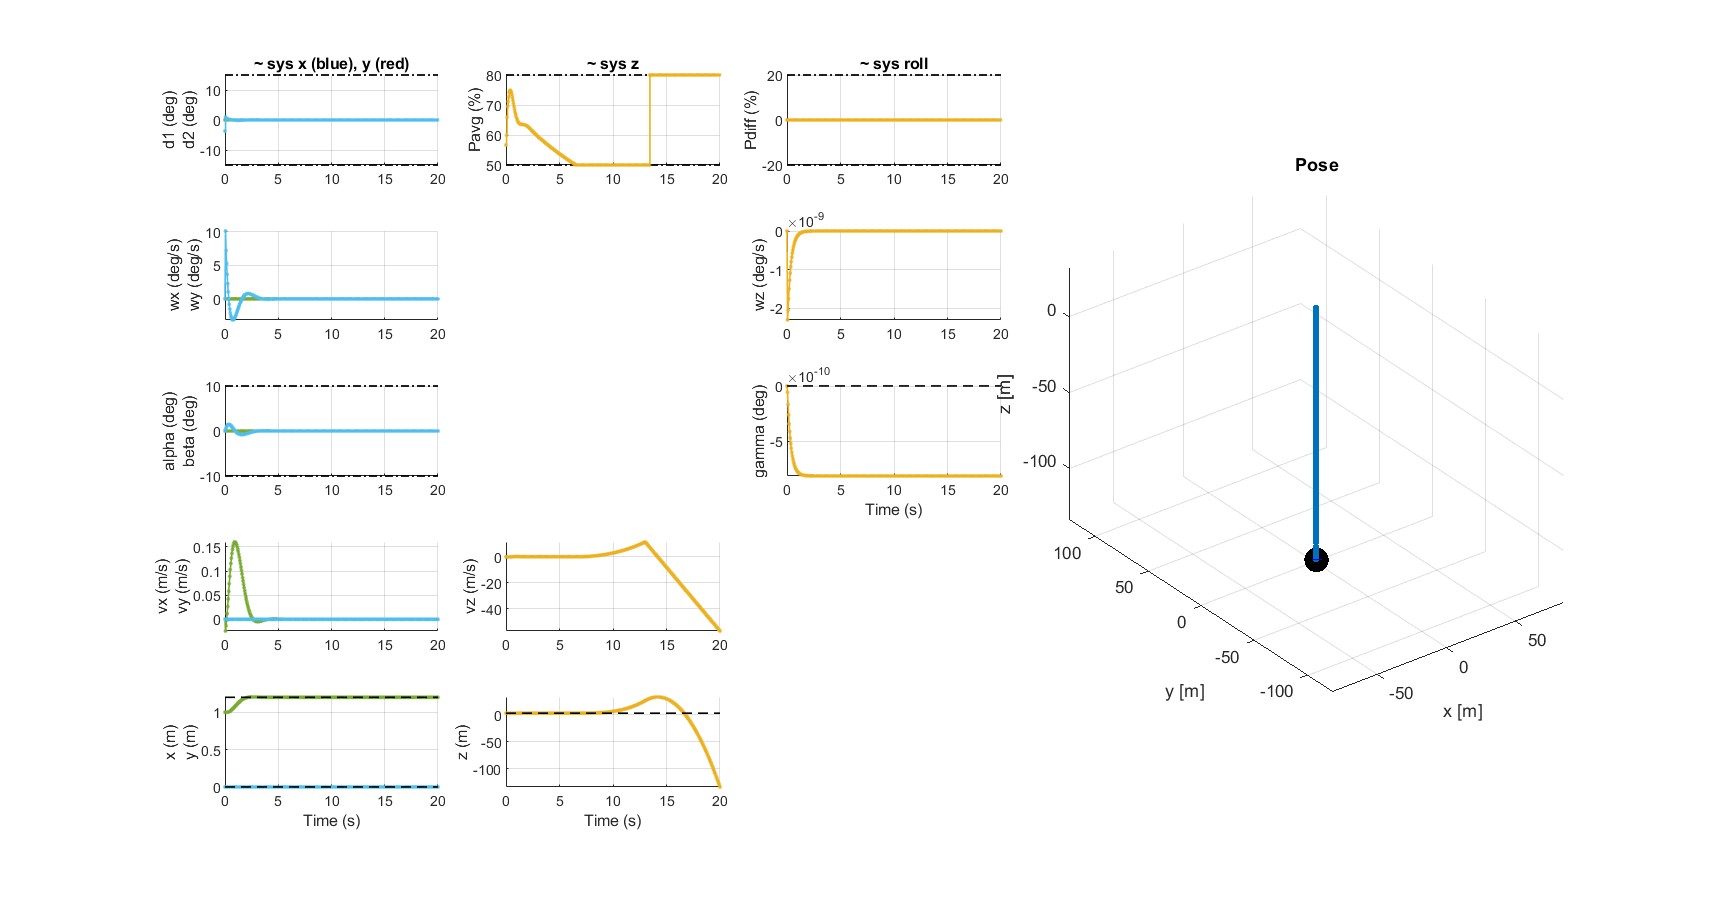 ~ sys x (blue), y (red)
d1 (deg)
d2 (deg)
10
0
-10
0 5 10 15 20
~ sys z
Pavg (%)
80
70
60
50
0 5 10 15 20
~ sys roll
Pdiff (%)
20
0
-20
0 5 10 15 20
wx (deg/s)
wy (deg/s)
10
5
0
0 5 10 15 20
×10-9
wz (deg/s)
0
-1
-2
0 5 10 15 20
alpha (deg)
beta (deg)
10
0
-10
0 5 10 15 20
×10-10
gamma (deg)
0
-5
0 5 10 15 20
Time (s)
vx (m/s)
vy (m/s)
0.15
0.1
0.05
0
0 5 10 15 20
vz (m/s)
0
-20
-40
0 5 10 15 20
x (m)
y (m)
1
0.5
0
0 5 10 15 20
Time (s)
z (m)
0
-50
-100
0 5 10 15 20
Time (s)
Pose
z [m]
0
-50
-100
100
50
0
-50
-100
y [m]
-50
0
50
x [m]